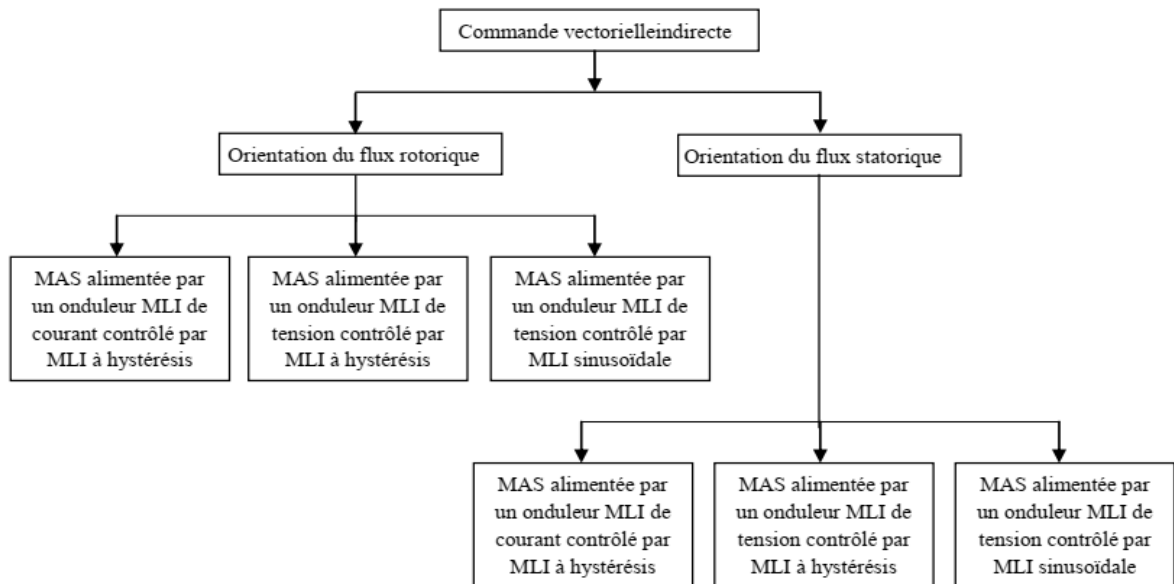 Commande vectorielleindirecte
Orientation du flux rotorique
Orientation du flux statorique
MAS alimentée par
un onduleur MLI de
courant contrôlé par
MLI à hystérésis
MAS alimentée par
un onduleur MLI de
tension contrôlé par
MLI à hystérésis
MAS alimentée par
un onduleur MLI de
tension contrôlé par
MLI sinusoïdale
MAS alimentée par
un onduleur MLI de
courant contrôlé par
MLI à hystérésis
MAS alimentée par
un onduleur MLI de
tension contrôlé par
MLI à hystérésis
MAS alimentée par
un onduleur MLI de
tension contrôlé par
MLI sinusoïdale